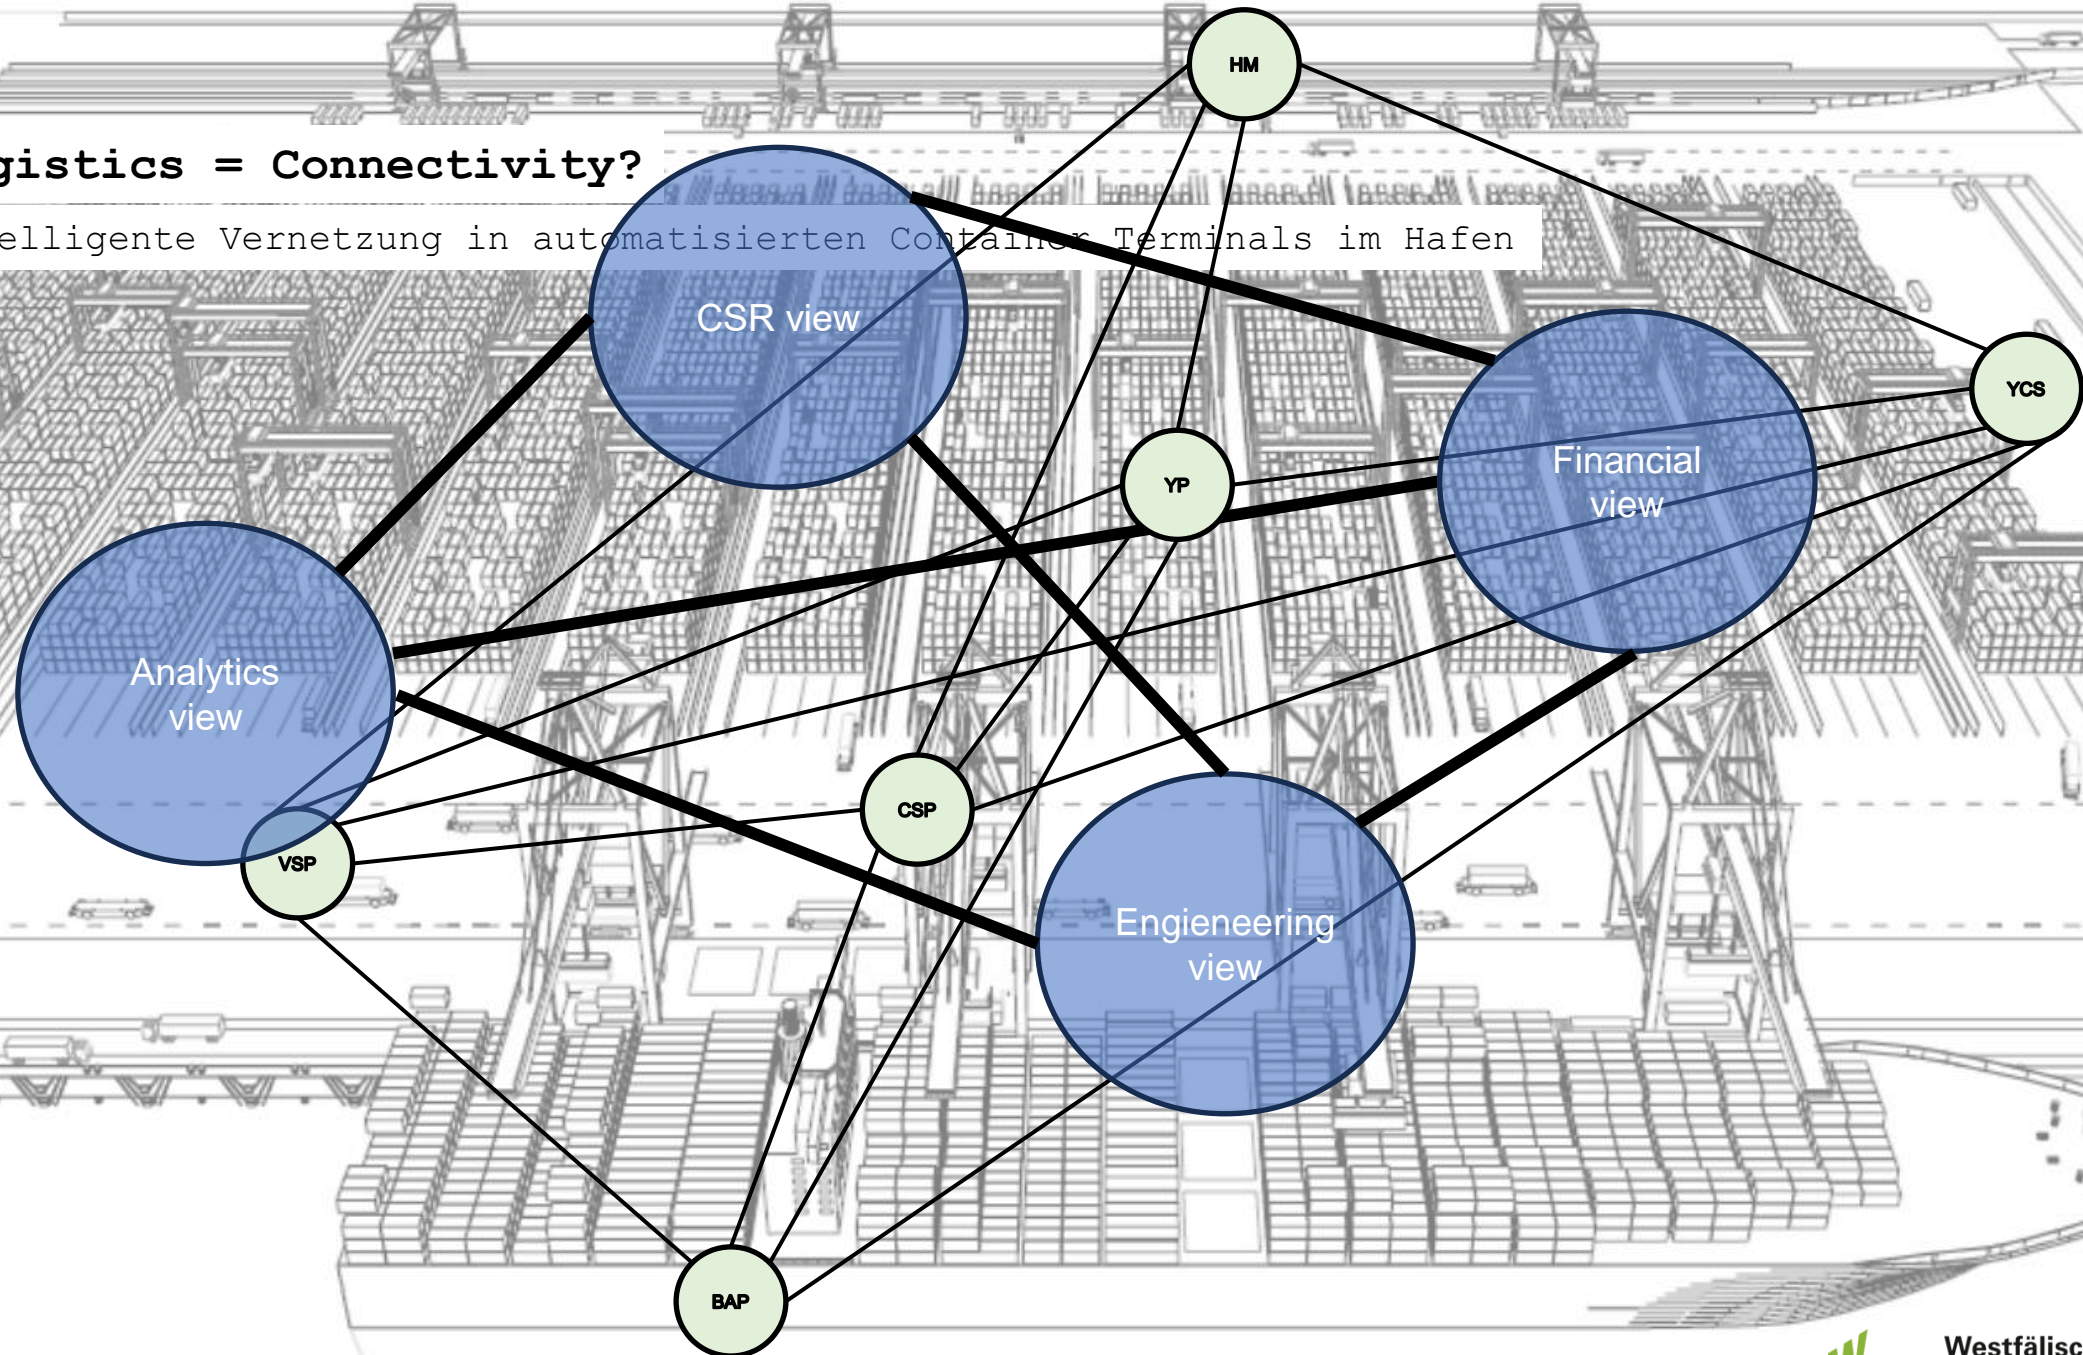 HM
gistics = Connectivity?
elligente Vernetzung in automatisierten Container Terminals im Hafen
CSR view
YCS
Financial
view
YP
Analytics
view
CSP
VSP
Engieneering
view
BAP
Westfälisc